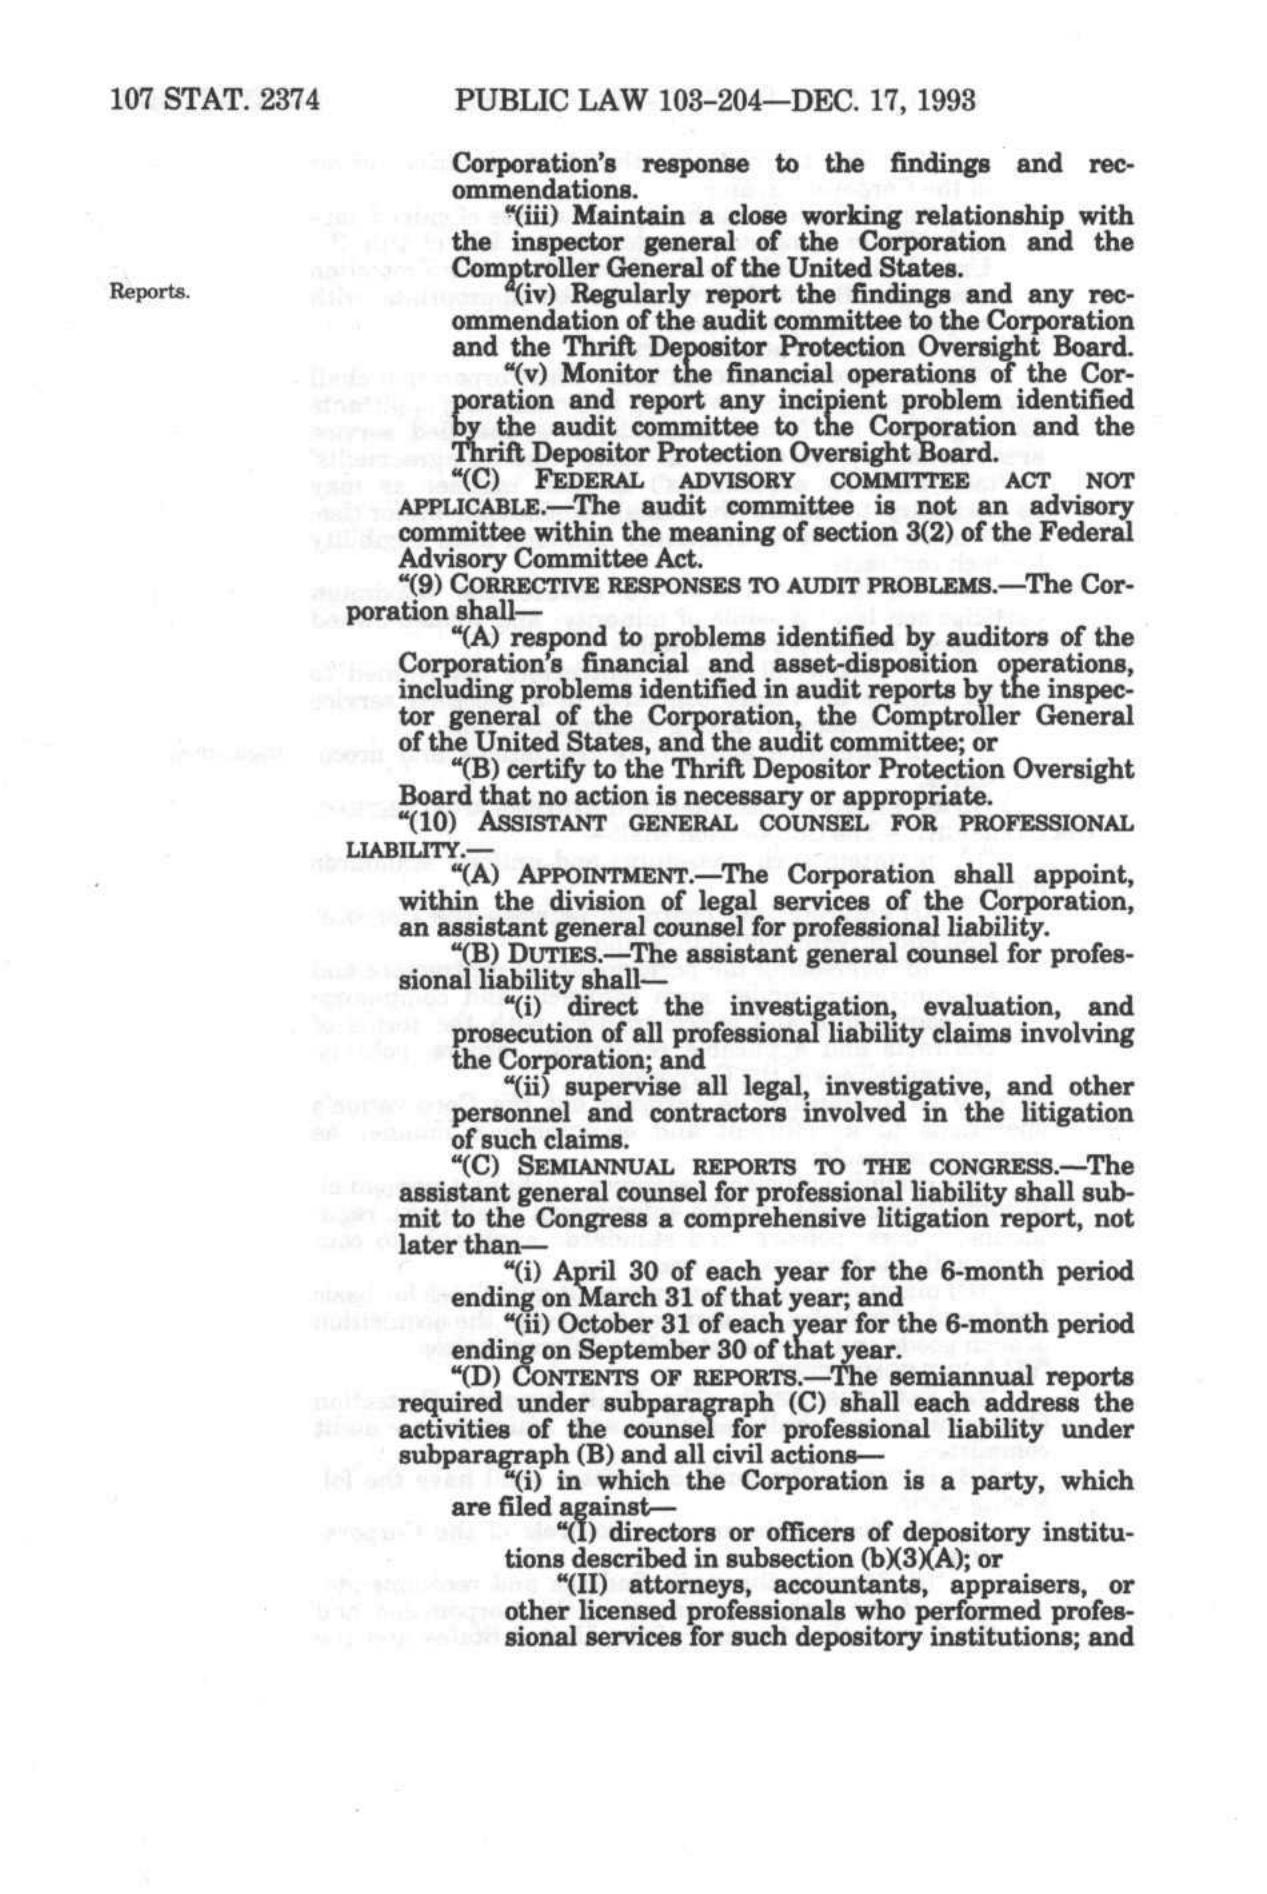 107 STAT. 2374 PUBLIC LAW 103-204—DEC. 17, 1993
Corporation's response to the findings and rec-
ommendations.
"(iii) Maintain a close working relationship with
the inspector general of the Corporation and the
Comptroller General of the United States.
Reports.
"(iv) Regularly report the findings and any rec-
ommendation of the audit committee to the Corporation
and the Thrift Depositor Protection Oversight Board.
"(v) Monitor the financial operations of the Cor-
poration and report any incipient problem identified
by the audit committee to the Corporation and the
Thrift Depositor Protection Oversight Board.
"(C) FEDERAL ADVISORY COMMITTEE ACT NOT
APPLICABLE.—The audit committee is not an advisory
committee within the meaning of section 3(2) of the Federal
Advisory Committee Act.
"(9) CORRECTIVE RESPONSES TO AUDIT PROBLEMS.—The Cor-
poration shall—
"(A) respond to problems identified by auditors of the
Corporation's financial and asset-disposition operations,
including problems identified in audit reports by the inspec-
tor general of the Corporation, the Comptroller General
of the United States, and the audit committee; or
"(B) certify to the Thrift Depositor Protection Oversight
Board that no action is necessary or appropriate.
"(10) ASSISTANT GENERAL COUNSEL FOR PROFESSIONAL
LIABILITY.—
"(A) APPOINTMENT.—The Corporation shall appoint,
within the division of legal services of the Corporation,
an assistant general counsel for professional liability.
"(B) DUTIES.—The assistant general counsel for profes-
sional liability shall—
"(i) direct the investigation, evaluation, and
prosecution of all professional liability claims involving
the Corporation; and
"(ii) supervise all legal, investigative, and other
personnel and contractors involved in the litigation
of such claims.
"(C) SEMIANNUAL REPORTS TO THE CONGRESS.—The
assistant general counsel for professional liability shall sub-
mit to the Congress a comprehensive litigation report, not
later than—
"(i) April 30 of each year for the 6-month period
ending on March 31 of that year; and
"(ii) October 31 of each year for the 6-month period
ending on September 30 of that year.
"(D) CONTENTS OF REPORTS.—The semiannual reports
required under subparagraph (C) shall each address the
activities of the counsel for professional liability under
subparagraph (B) and all civil actions—
"(i) in which the Corporation is a party, which
are filed against—
"(I) directors or officers of depository institu-
tions described in subsection (b)(3)(A); or
"(II) attorneys, accountants, appraisers, or
other licensed professionals who performed profes-
sional services for such depository institutions; and